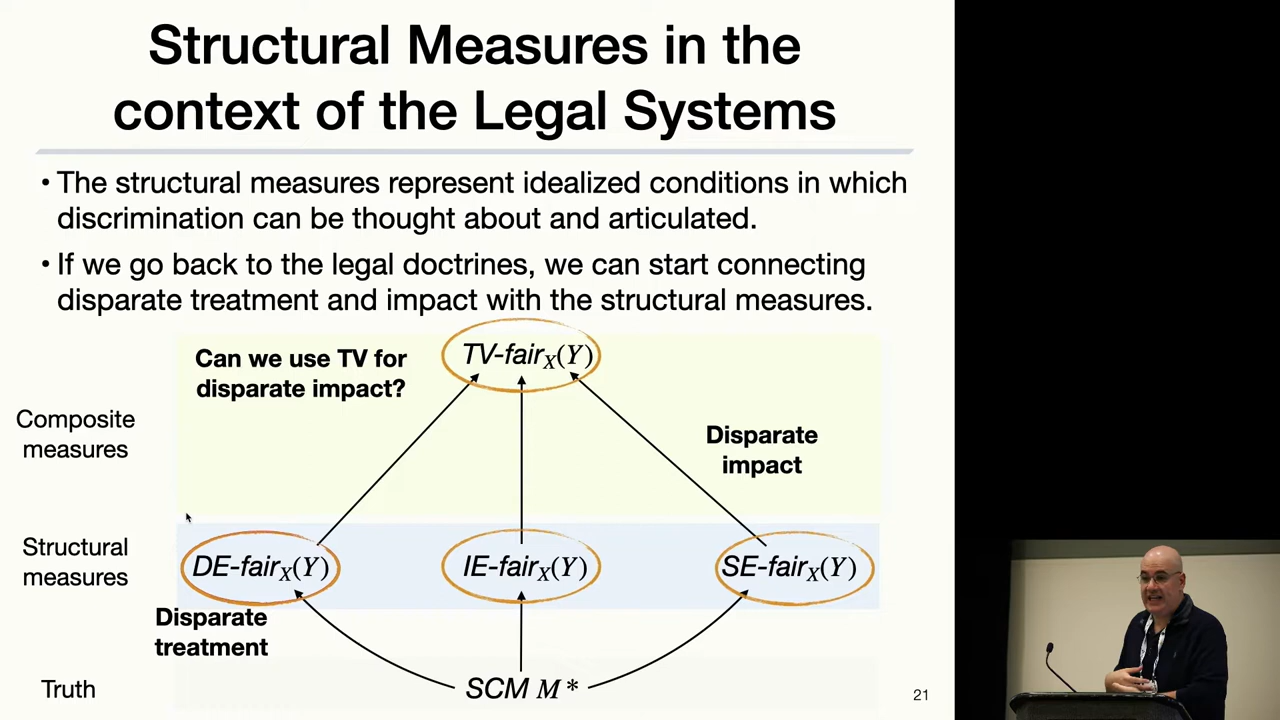 Structural Measures in the
context of the Legal Systems
• The structural measures represent idealized conditions in which
discrimination can be thought about and articulated.
• If we go back to the legal doctrines, we can start connecting
disparate treatment and impact with the structural measures.
Can we use TV for
disparate impact?
TV-fairX(Y)
Composite
measures
Disparate
impact
Structural
measures
DE-fairX(Y)
IE-fairX(Y)
SE-fairX(Y)
Disparate
treatment
Truth
SCM M*
21